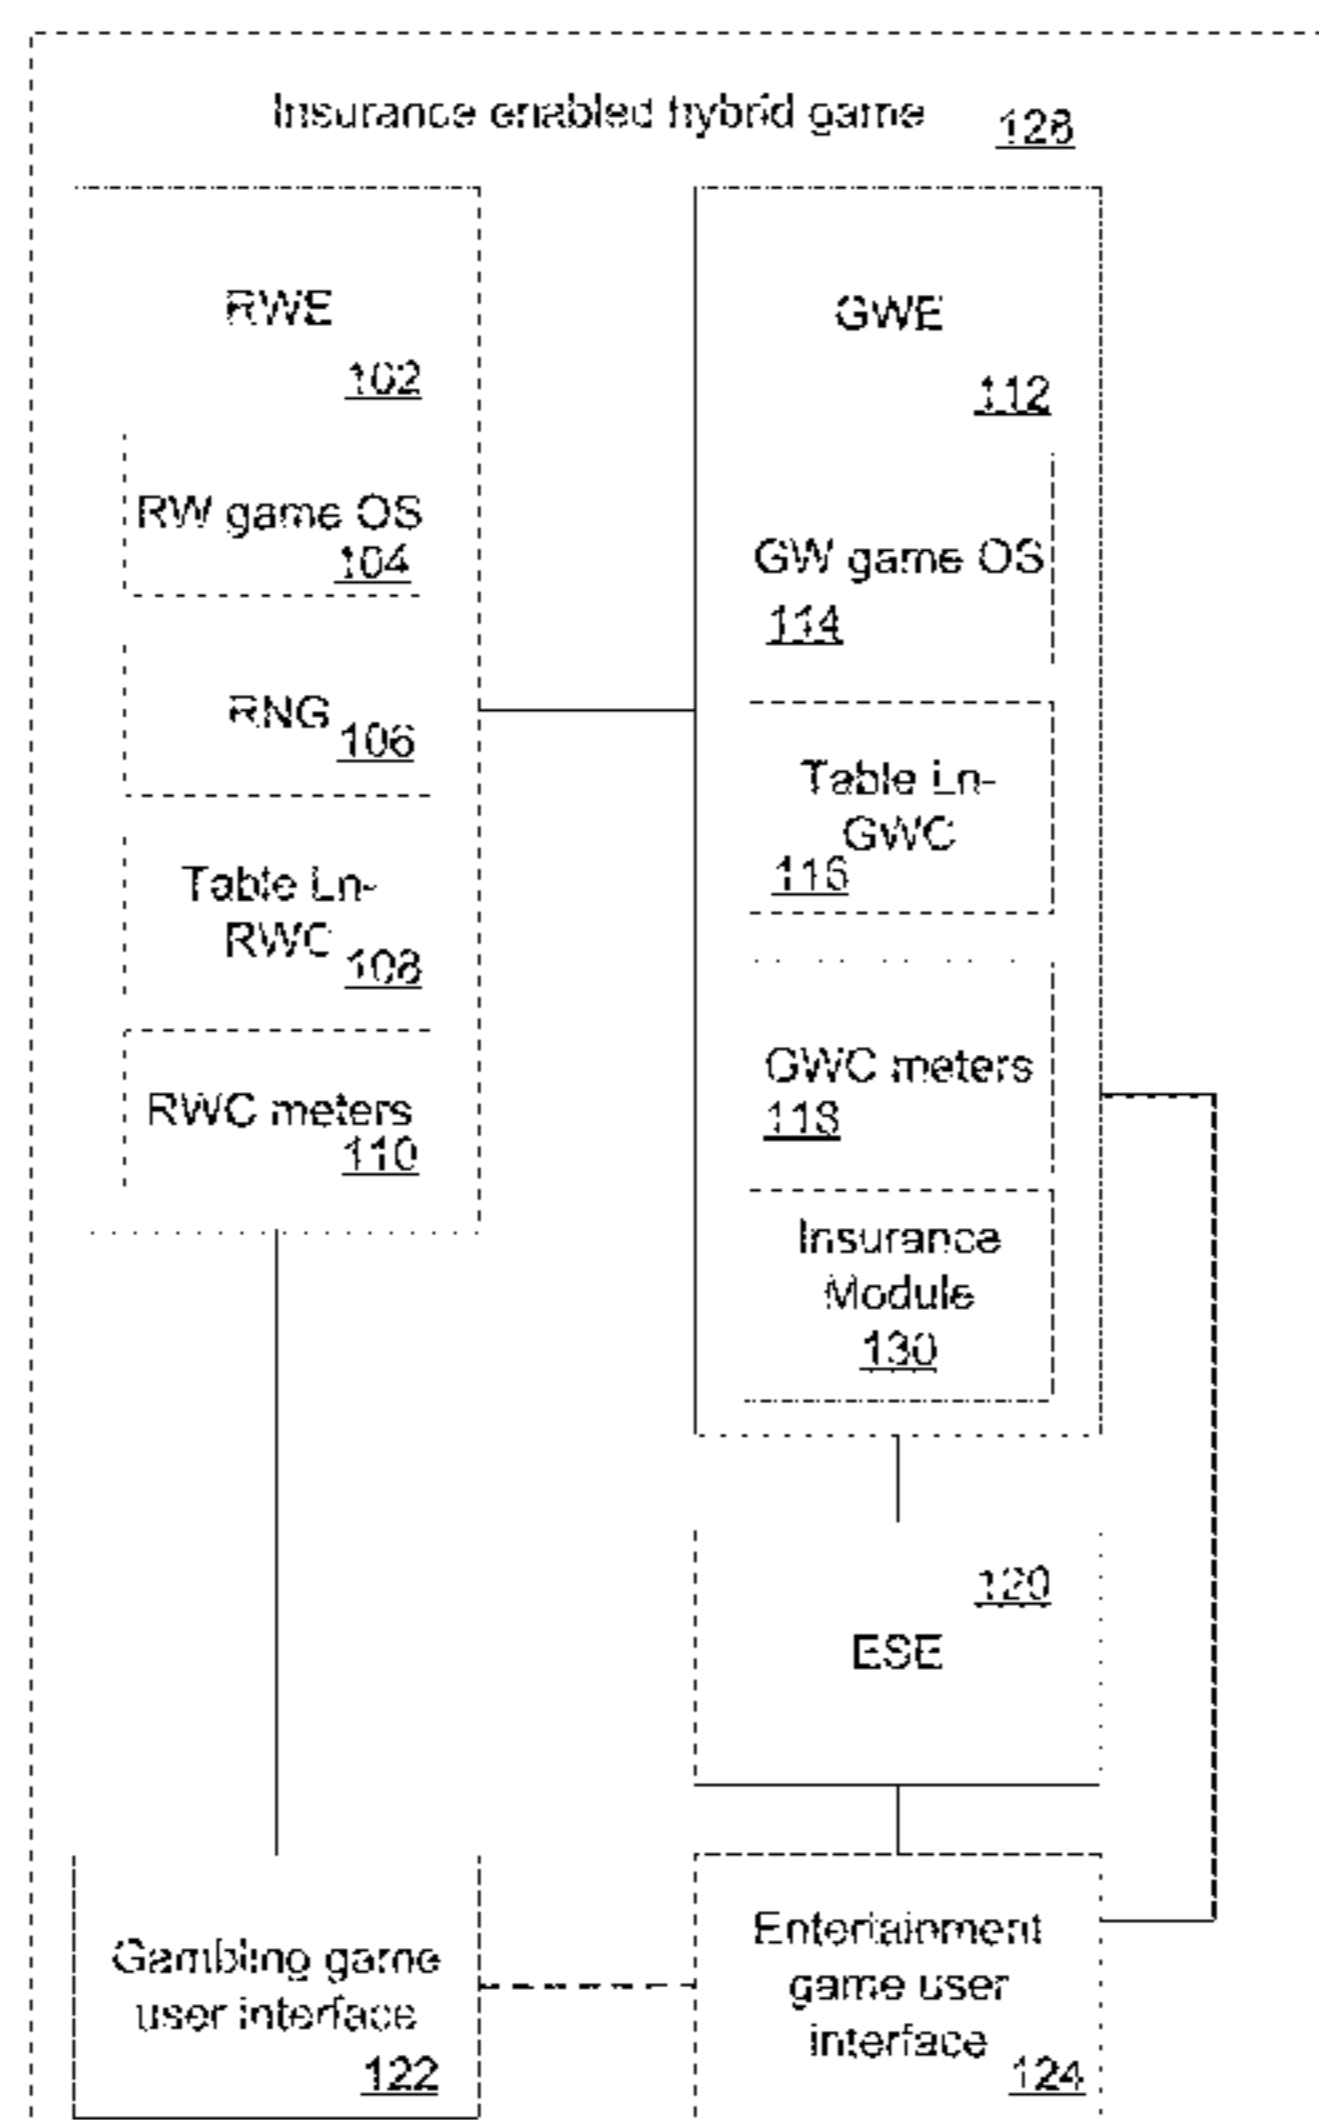 Insurance enabled hybrid game
128
RWE
102
RW game OS
104
RNG
106
Table Ln-
RWC
108
RWC meters
110
GWE
112
GW game OS
114
Table Ln-
GWC
116
GWC meters
118
Insurance
Module
130
120
ESE
Gambling game
user interface
122
Entertainment
game user
interface
124